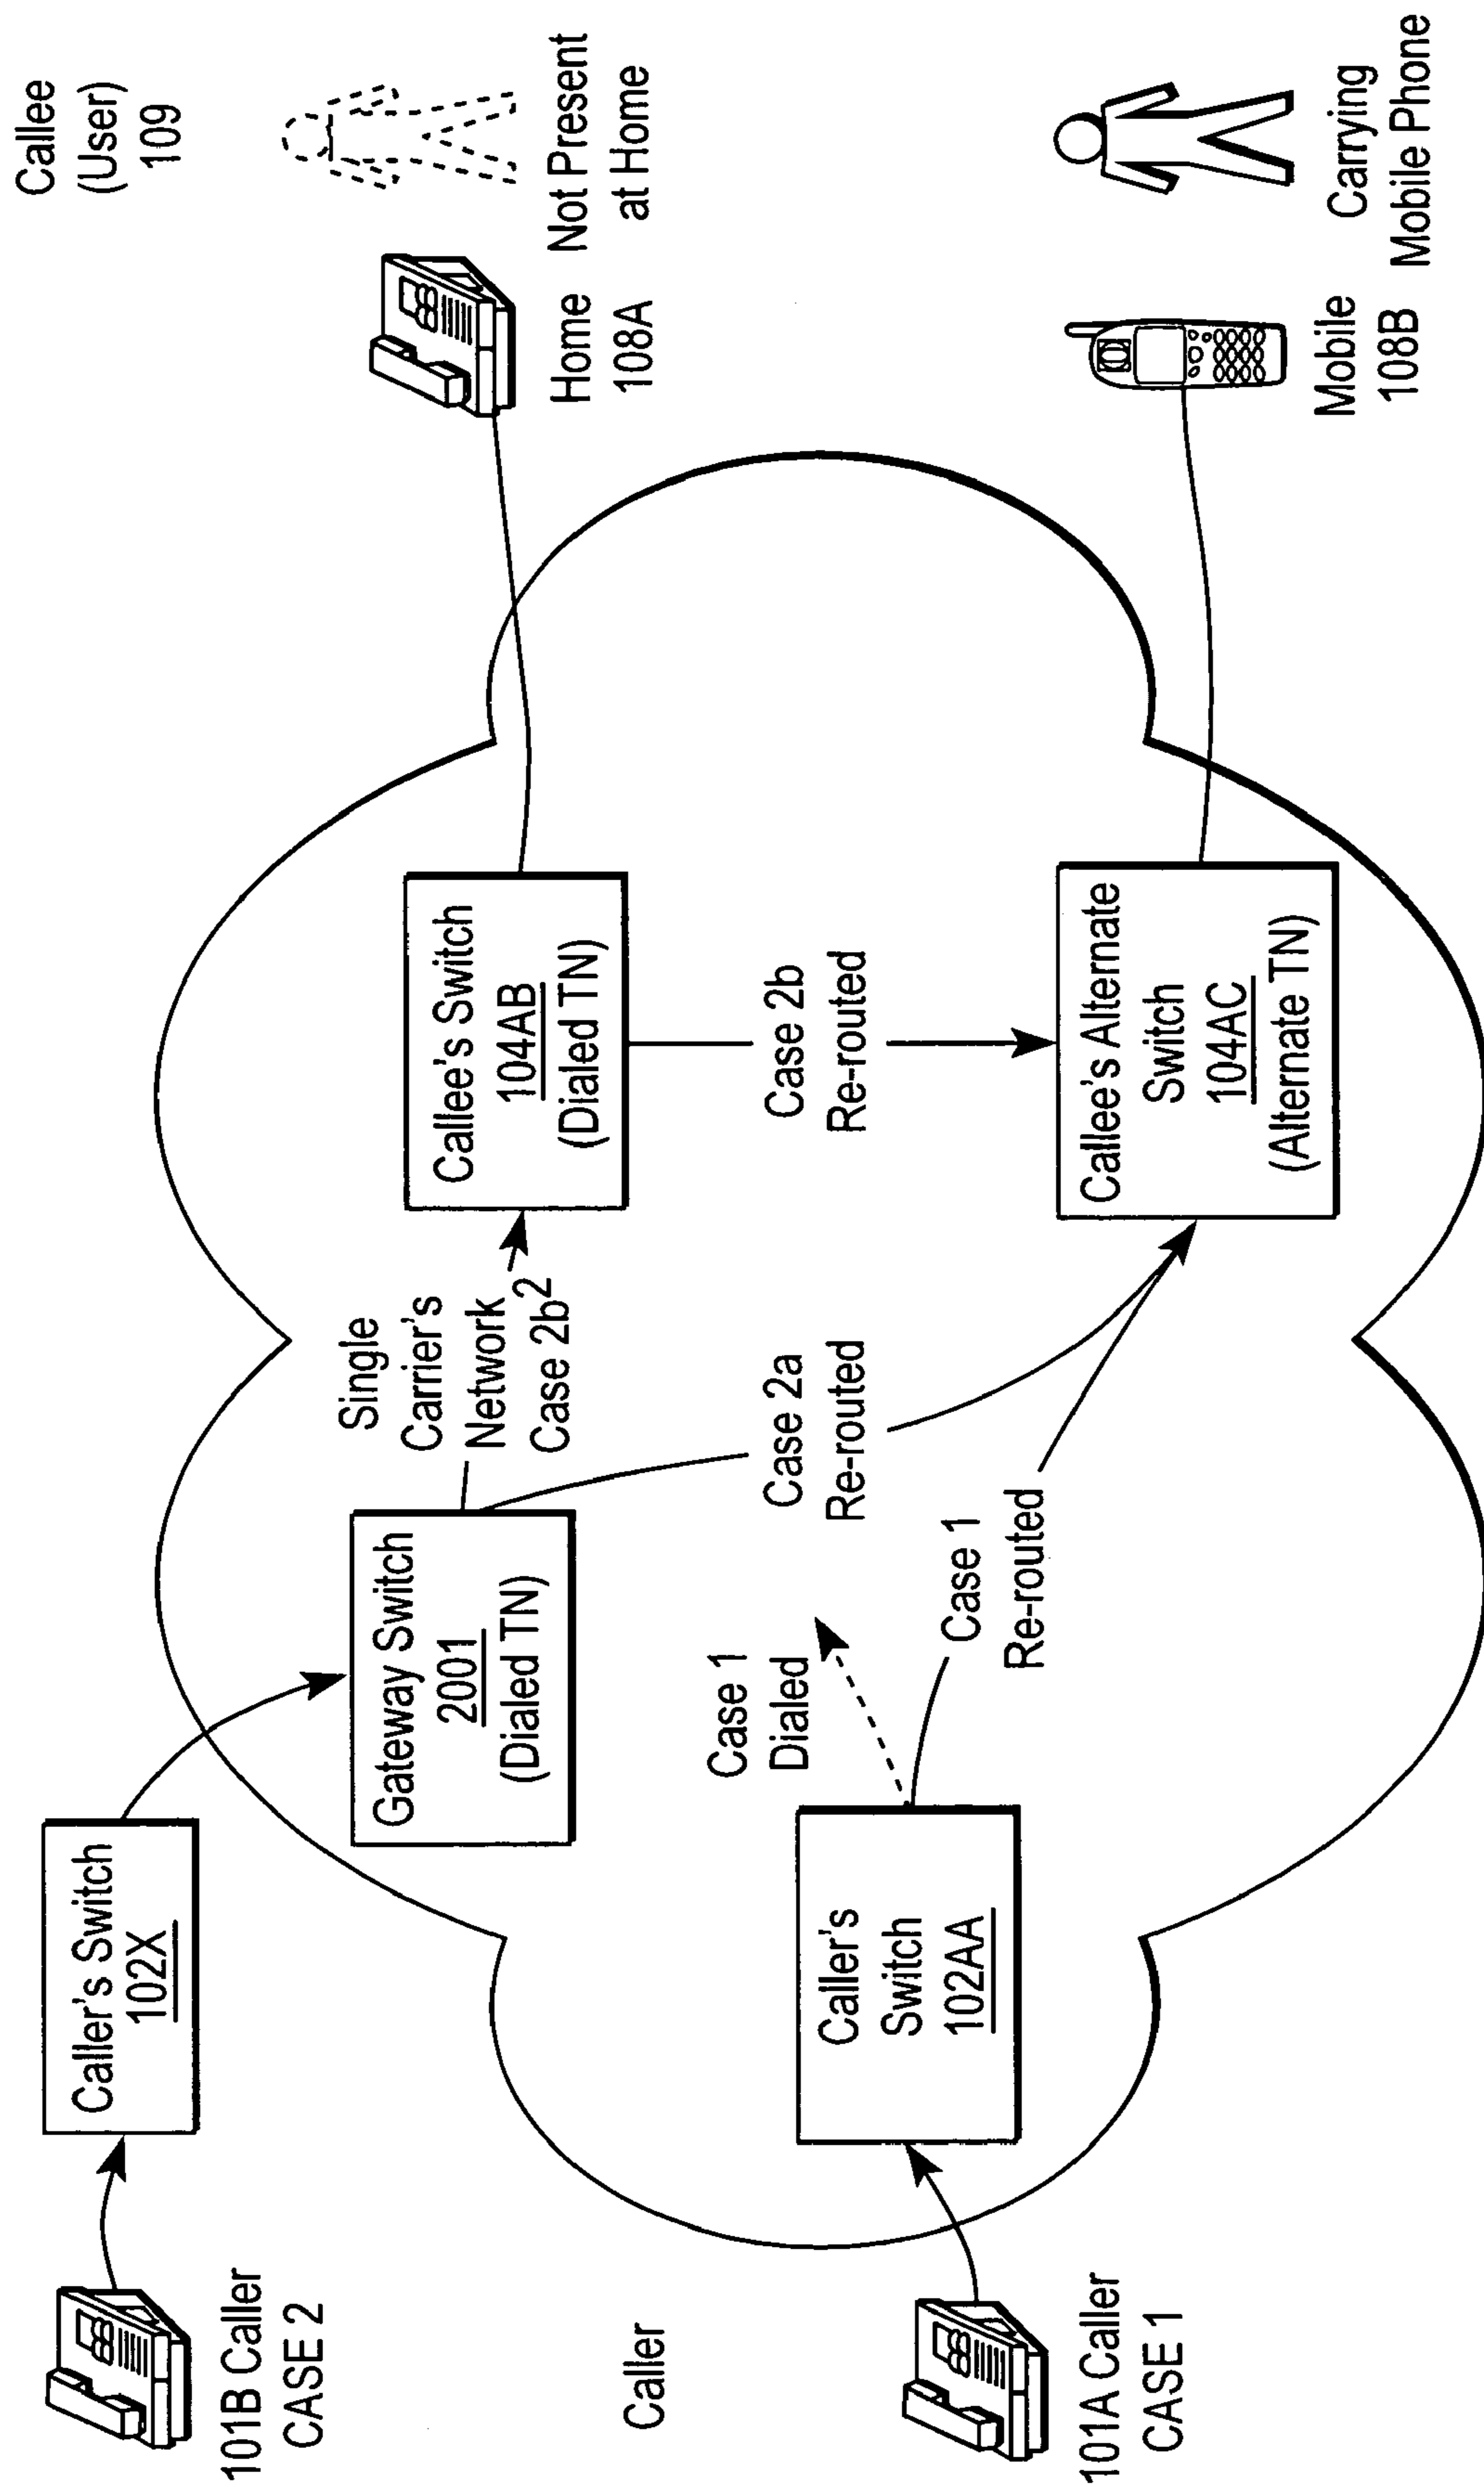 101B Caller
CASE 2
Caller's Switch
102X
Gateway Switch
2001
(Dialed TN)
Single
Carrier's
Network
Case 2b2
Callee's Switch
104AB
(Dialed TN)
Home
108A
Not Present
at Home
Callee
(User)
109
Caller
101A Caller
CASE 1
Caller's
Switch
102AA
Case 1
Dialed
Case 1
Re-routed
Case 2a
Re-routed
Case 2b
Re-routed
Callee's Alternate
Switch
104AC
(Alternate TN)
Mobile
108B
Carrying
Mobile Phone